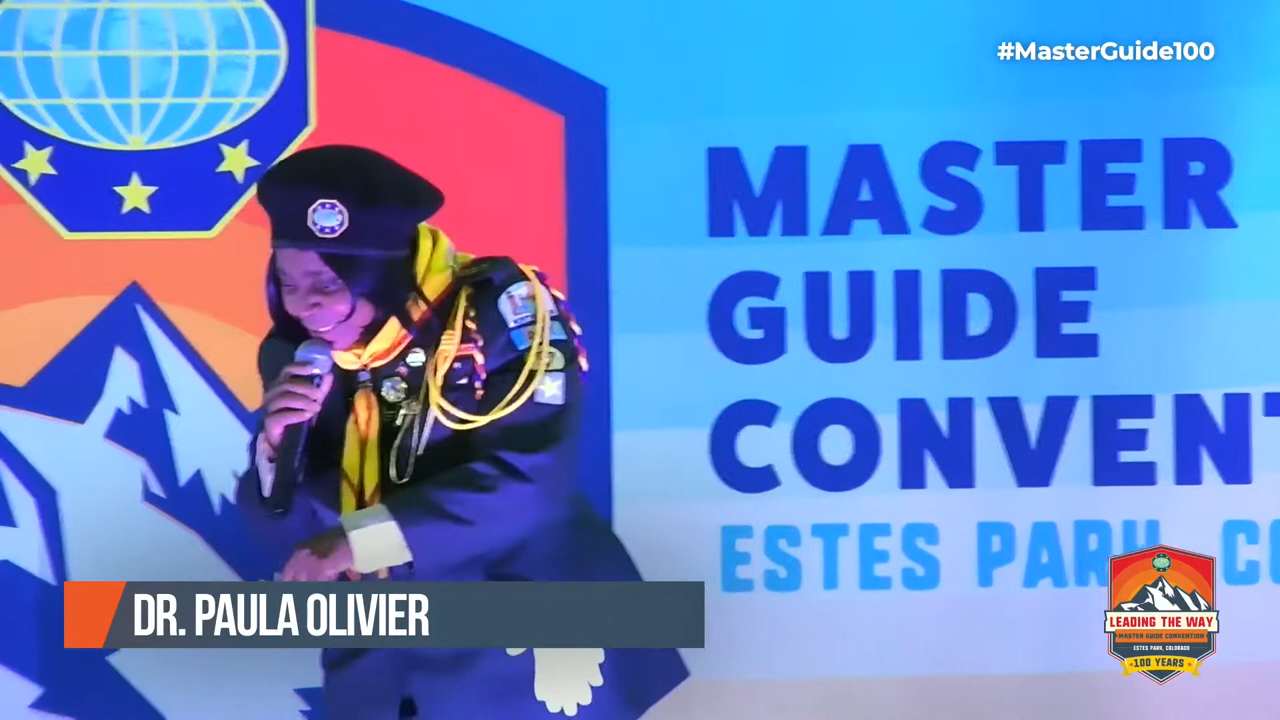 #MasterGuide100
MASTER
GUIDE
CONVENT
ESTES PARK, CO
DR. PAULA OLIVIER
LEADING THE WAY
MASTER GUIDE CONVENTION
ESTES PARK, COLORADO
100 YEARS